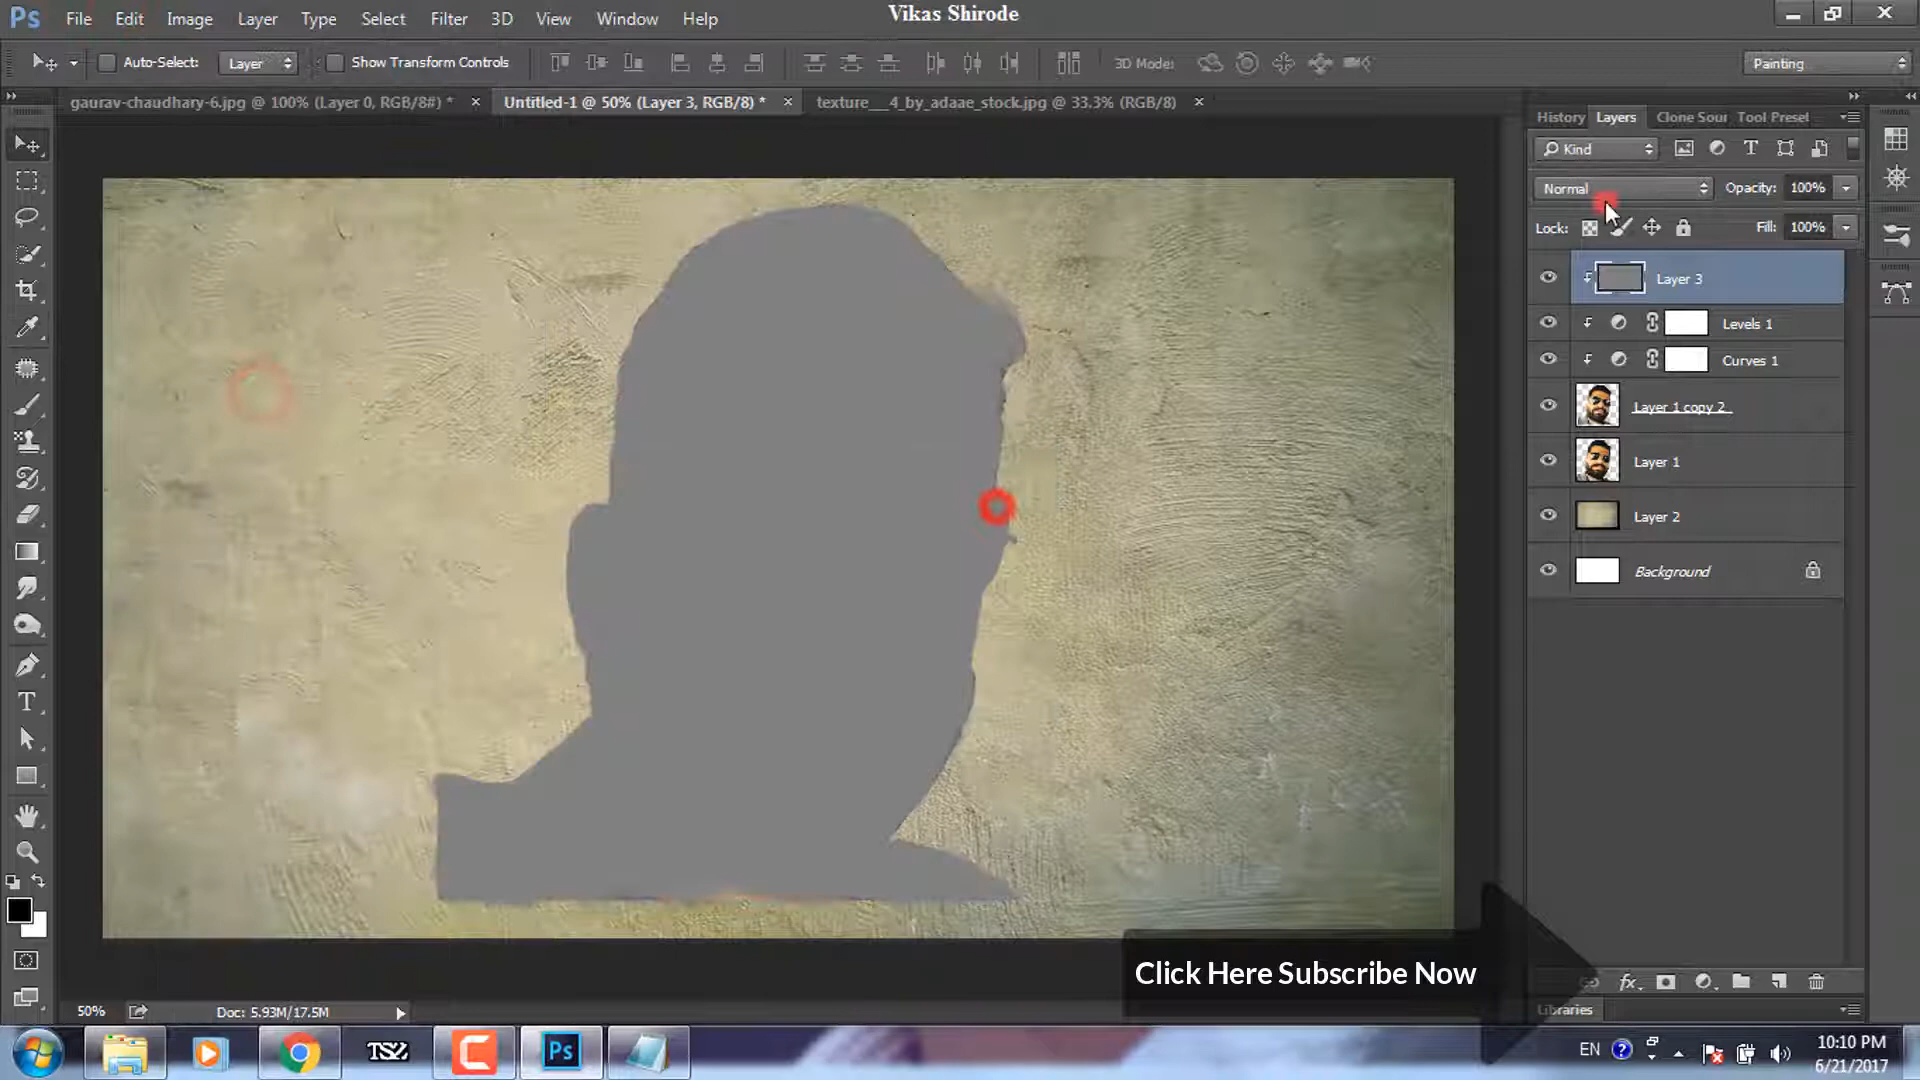 Vikas Shirode
Ps File Edit Image Layer Type Select Filter 3D View Window Help
Auto-Select: Layer Show Transform Controls 3D Mode: Painting
gaurav-chaudhary-6.jpg @ 100% (Layer 0, RGB/8#) * × Untitled-1 @ 50% (Layer 3, RGB/8) * × texture__4_by_adaae_stock.jpg @ 33.3% (RGB/8) ×
History Layers Clone Sour Tool Preset
Kind
Normal Opacity: 100%
Lock: Fill: 100%
Layer 3
Levels 1
Curves 1
Layer 1 copy 2
Layer 1
Layer 2
Background
Click Here Subscribe Now
fx
Libraries
50% Doc: 5.93M/17.5M
TS2 Ps EN 10:10 PM
6/21/2017